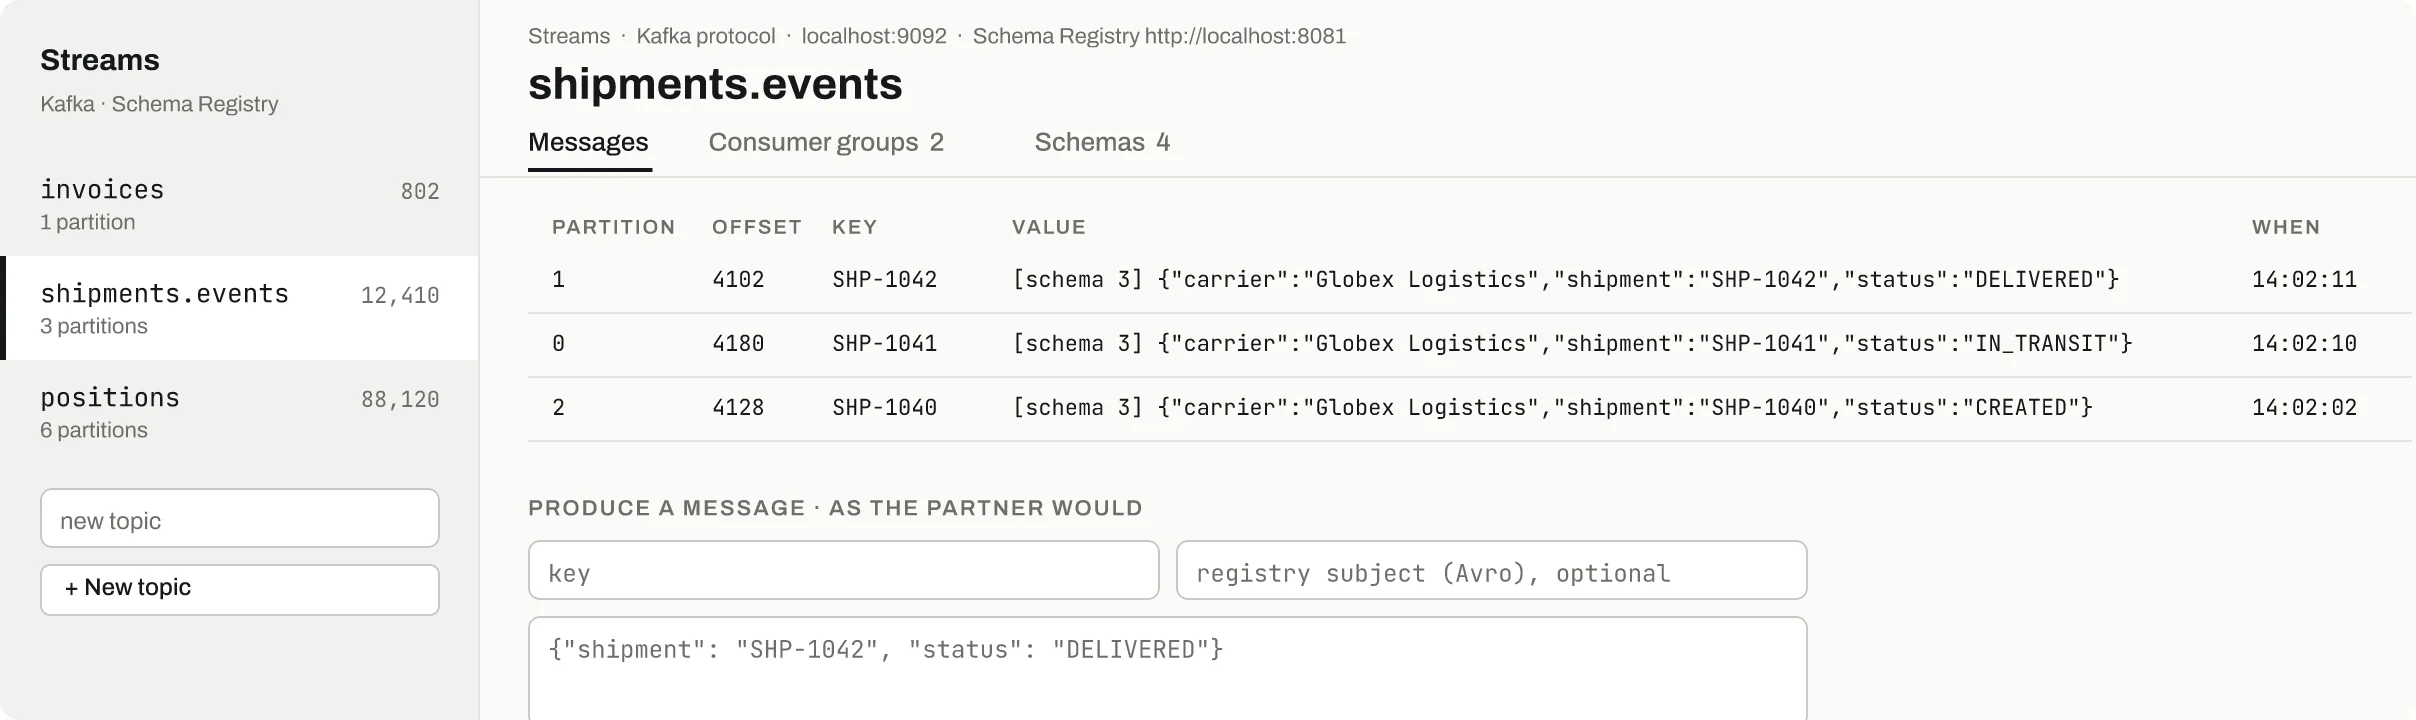 Streams
Kafka · Schema Registry
invoices 802
1 partition
shipments.events 12,410
3 partitions
positions 88,120
6 partitions
new topic
+ New topic
Streams · Kafka protocol · localhost:9092 · Schema Registry http://localhost:8081
shipments.events
Messages Consumer groups 2 Schemas 4
PARTITION OFFSET KEY VALUE WHEN
1 4102 SHP-1042 [schema 3] {"carrier":"Globex Logistics","shipment":"SHP-1042","status":"DELIVERED"} 14:02:11
0 4180 SHP-1041 [schema 3] {"carrier":"Globex Logistics","shipment":"SHP-1041","status":"IN_TRANSIT"} 14:02:10
2 4128 SHP-1040 [schema 3] {"carrier":"Globex Logistics","shipment":"SHP-1040","status":"CREATED"} 14:02:02
PRODUCE A MESSAGE · AS THE PARTNER WOULD
key registry subject (Avro), optional
{"shipment": "SHP-1042", "status": "DELIVERED"}